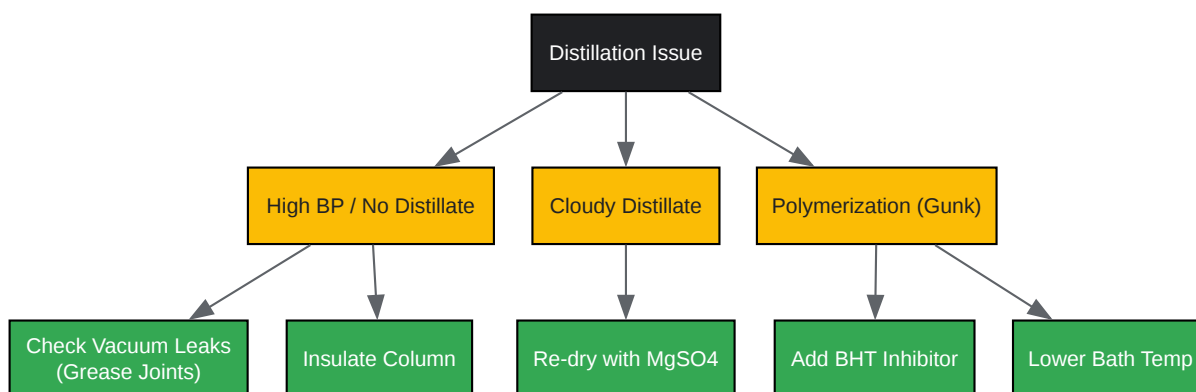 Distillation Issue
High BP / No Distillate
Cloudy Distillate
Polymerization (Gunk)
Check Vacuum Leaks
(Grease Joints)
Insulate Column
Re-dry with MgSO4
Add BHT Inhibitor
Lower Bath Temp